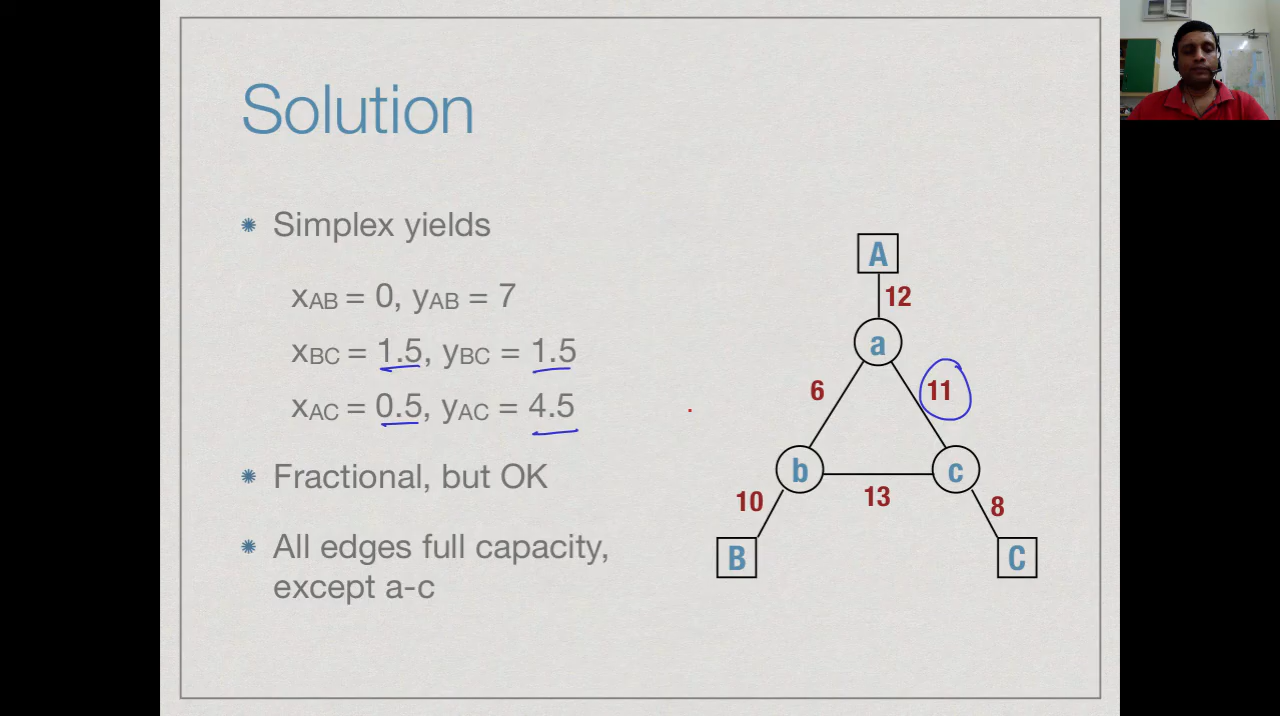 Solution
Simplex yields
xAB = 0, yAB = 7
xBC = 1.5, yBC = 1.5
xAC = 0.5, yAC = 4.5
Fractional, but OK
All edges full capacity,
except a-c
A
12
a
6
11
b
c
13
10
8
B
C